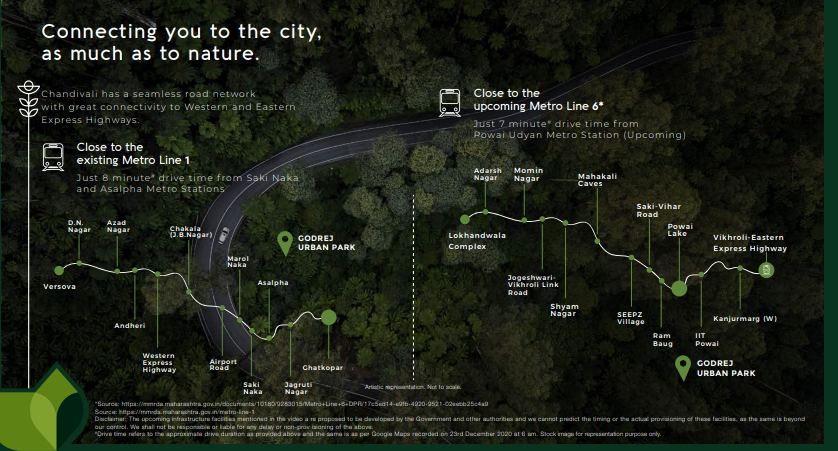 Connecting you to the city,
as much as to nature.
Chandivali has a seamless road network
with great connectivity to Western and Eastern
Express Highways.
Close to the
existing Metro Line 1
Just 8 minute* drive time from Saki Naka
and Asalpha Metro Stations
Close to the
upcoming Metro Line 6*
Just 7 minute* drive time from
Powai Udyan Metro Station (Upcoming)
D.N.
Nagar
Azad
Nagar
Chakala
(J.B.Nagar)
GODREJ
URBAN PARK
Marol
Naka
Asalpha
Versova
Andheri
Western
Express
Highway
Airport
Road
Saki
Naka
Jagruti
Nagar
Ghatkopar
Adarsh
Nagar
Momin
Nagar
Mahakali
Caves
Saki-Vihar
Road
Powai
Lake
Vikhroli-Eastern
Express Highway
Lokhandwala
Complex
Jogeshwari-
Vikhroli Link
Road
Shyam
Nagar
SEEPZ
Village
Ram
Baug
IIT
Powai
Kanjurmarg (W)
GODREJ
URBAN PARK
Artistic representation. Not to scale.
*Source: https://mmrda.maharashtra.gov.in/documents/10180/9283015/Metro+Line+6+DPR/
Source: https://mmrda.maharashtra.gov.in/metro-line-1
Disclaimer: The upcoming infrastructure facilities mentioned in the video a re proposed to be developed by the Government and other authorities and we cannot predict the timing or the actual provisioning of these facilities, as the same is beyond
our control. We shall not be responsible or liable for any delay or non-prov isioning of the above.
*Drive time refers to the approximate drive duration as provided above and the same is as per Google Maps recorded on 23rd December 2020 at 6 am. Stock image for representation purpose only.